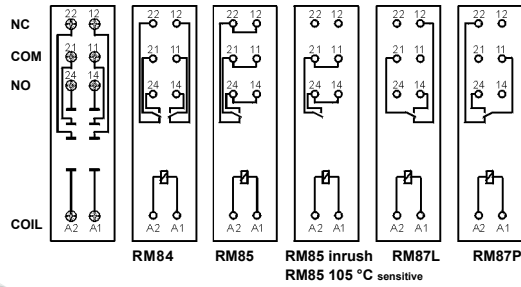 NC 22 12 22 12 22 12 22 12 22 12 22 12
COM 21 11 21 11 21 11 21 11 21 11 21 11
NO 24 14 24 14 24 14 24 14 24 14 24 14
COIL A2 A1 A2 A1 A2 A1 A2 A1 A2 A1 A2 A1
RM84 RM85 RM85 inrush RM87L RM87P
RM85 105 °C sensitive